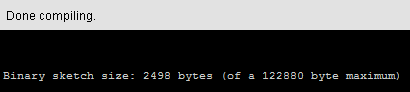 Done compiling.
Binary sketch size: 2498 bytes (of a 122880 byte maximum)